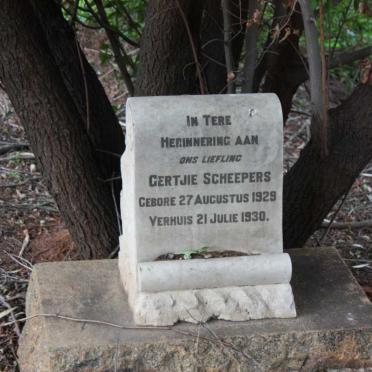 IN TERE
HERINNERING AAN
ONS LIEFLING
GERTJIE SCHEEPERS
GEBORE 27 AUGUSTUS 1929
VERHUIS 21 JULIE 1930.